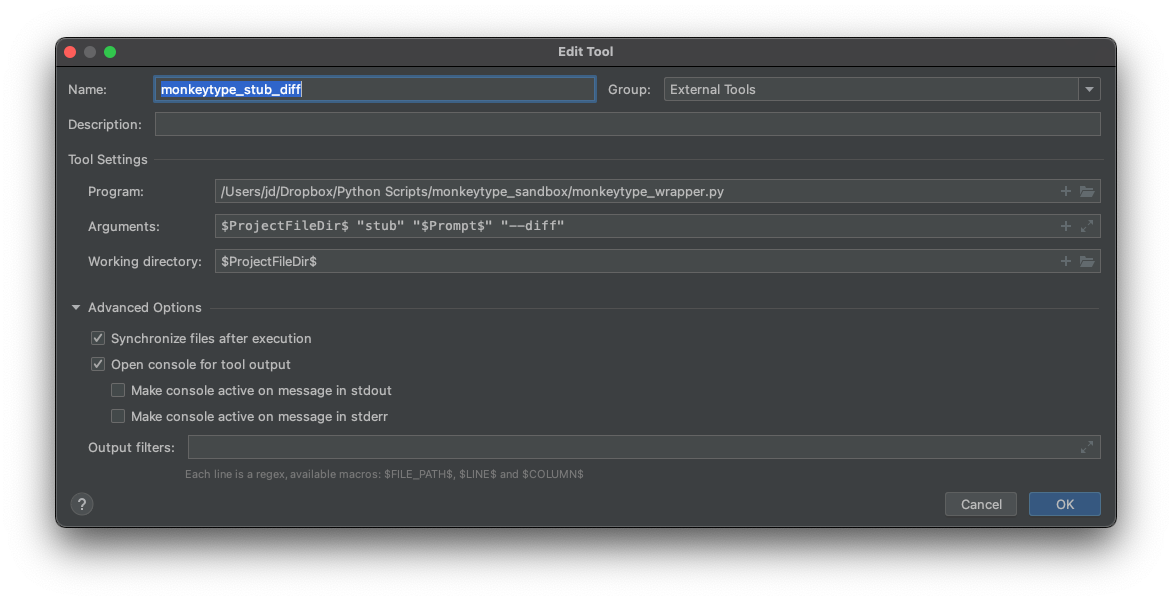 Edit Tool
Name: monkeytype_stub_diff Group: External Tools
Description:
Tool Settings
Program: /Users/jd/Dropbox/Python Scripts/monkeytype_sandbox/monkeytype_wrapper.py
Arguments: $ProjectFileDir$ "stub" "$Prompt$" "--diff"
Working directory: $ProjectFileDir$
Advanced Options
Synchronize files after execution
Open console for tool output
Make console active on message in stdout
Make console active on message in stderr
Output filters:
Each line is a regex, available macros: $FILE_PATH$, $LINE$ and $COLUMN$
? Cancel OK